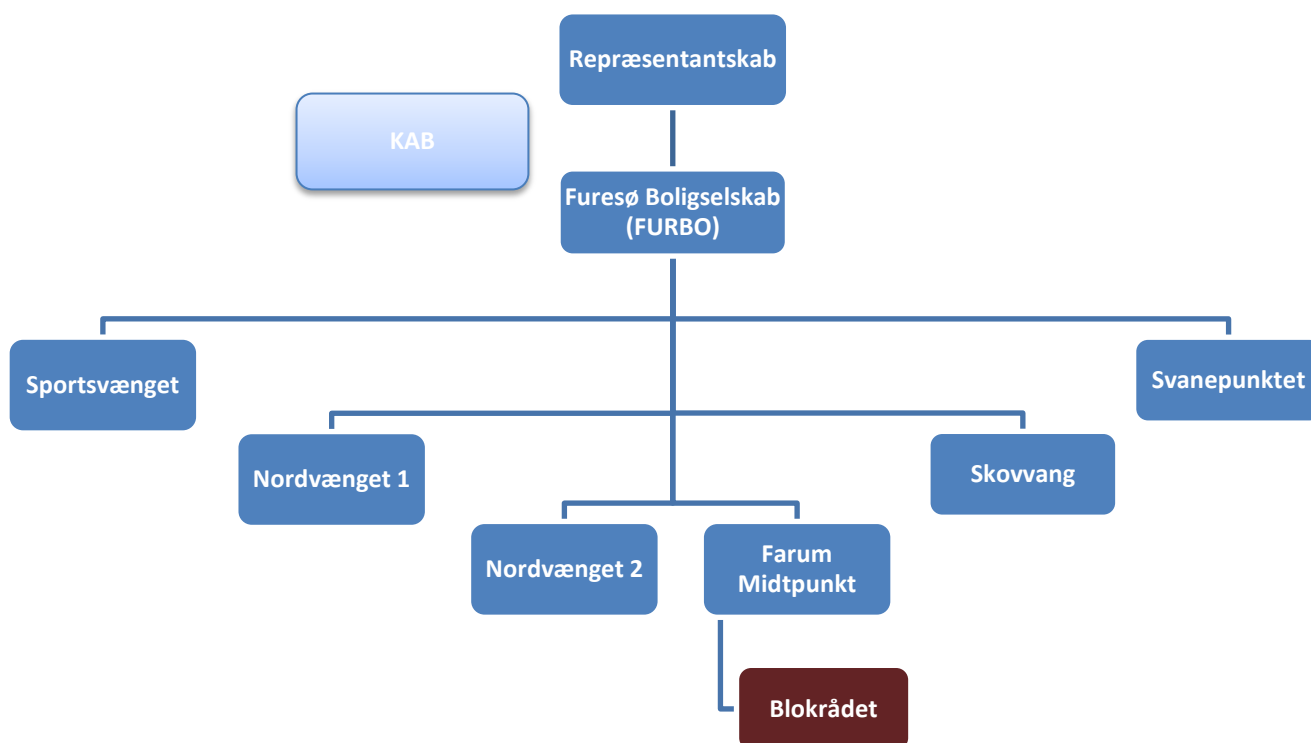 Repræsentantskab
KAB
Furesø Boligselskab
(FURBO)
Sportsvænget
Svanepunktet
Nordvænget 1
Skovvang
Nordvænget 2
Farum
Midtpunkt
Blokrådet